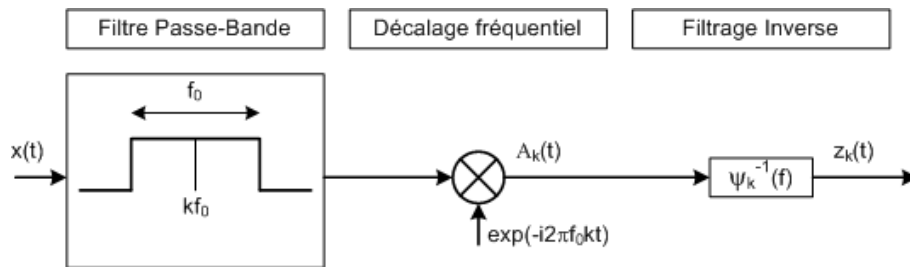 Filtre Passe-Bande
Décalage fréquentiel
Filtrage Inverse
f₀
x(t)
kf₀
Aₖ(t)
exp(-i2πf₀kt)
ψₖ⁻¹(f)
zₖ(t)